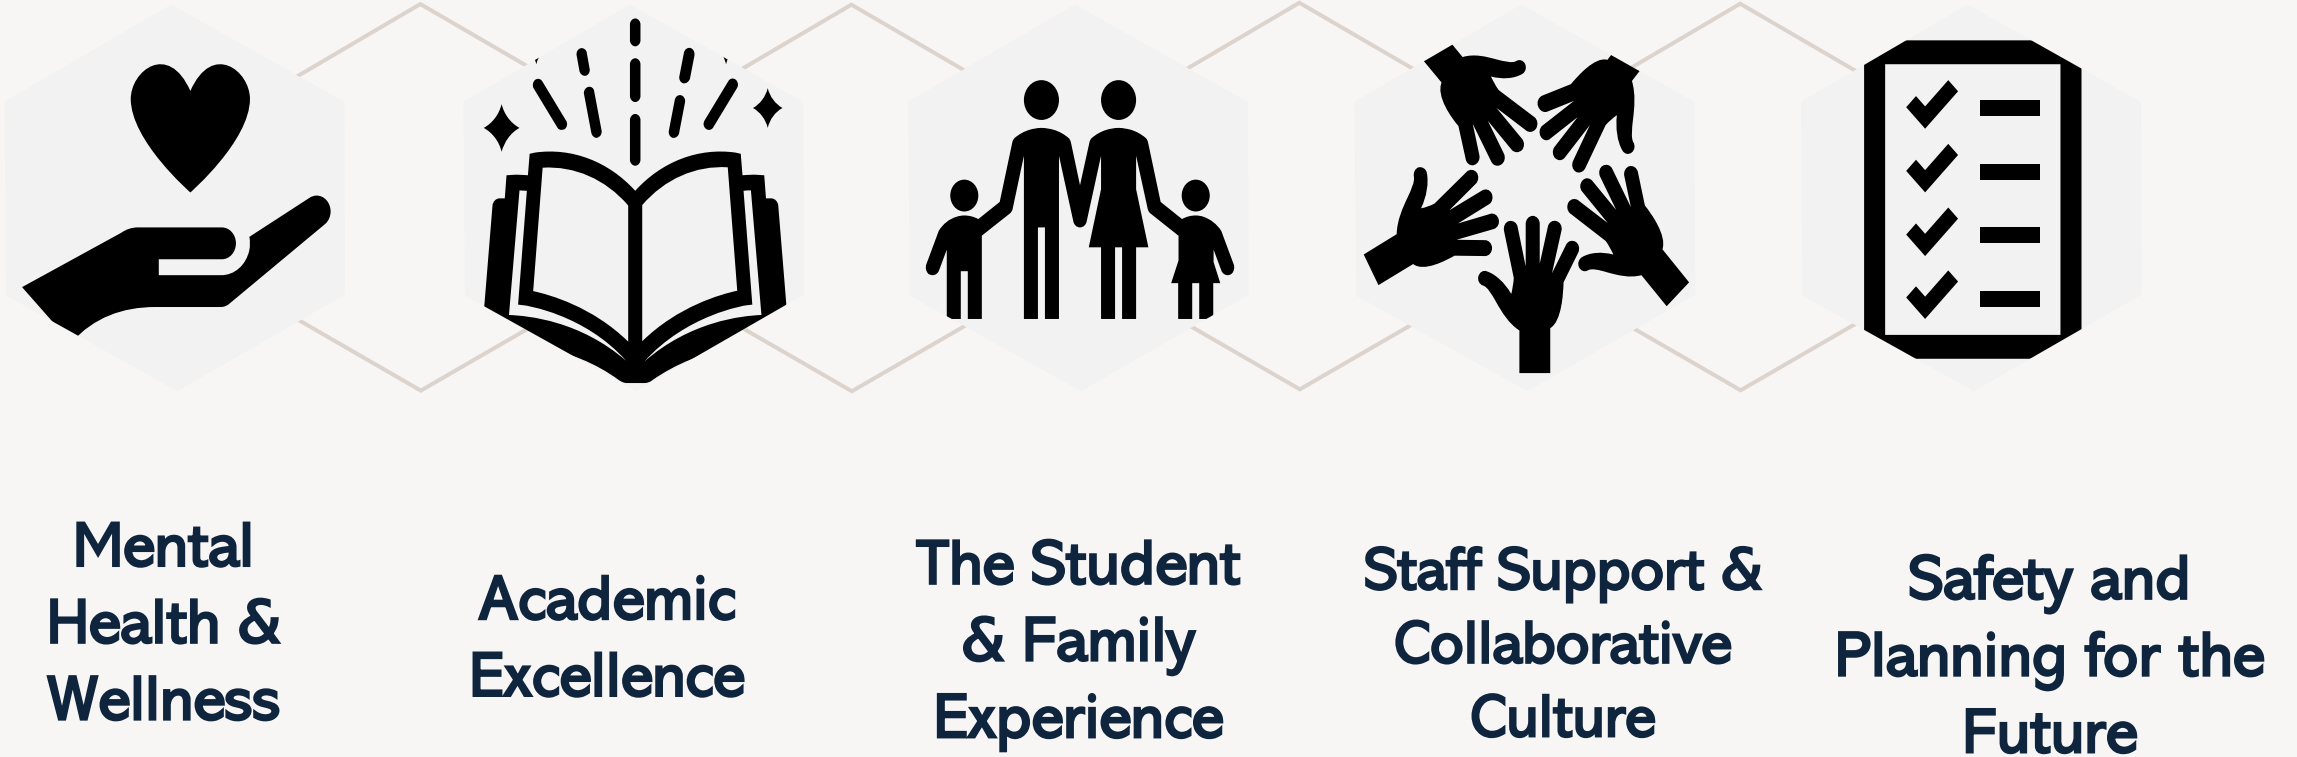 Mental
Health &
Wellness
Academic
Excellence
The Student
& Family
Experience
Staff Support &
Collaborative
Culture
Safety and
Planning for the
Future